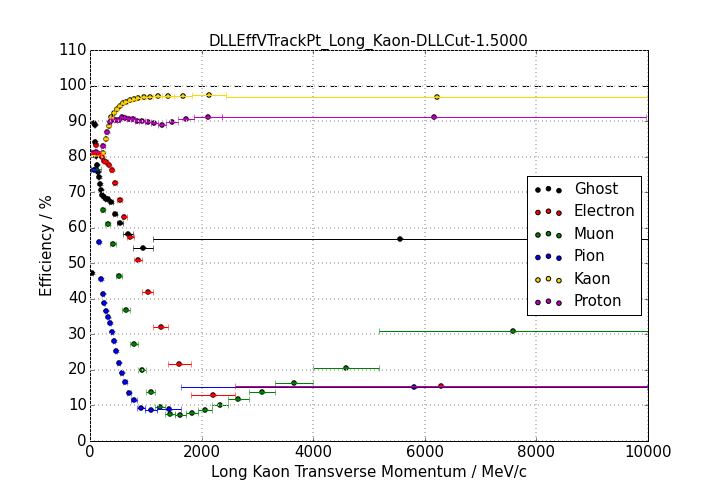 DLLEffVTrackPt_Long_Kaon-DLLCut-1.5000
110
100
90
80
70
60
50
40
30
20
10
0
Efficiency / %
Ghost
Electron
Muon
Pion
Kaon
Proton
0 2000 4000 6000 8000 10000
Long Kaon Transverse Momentum / MeV/c